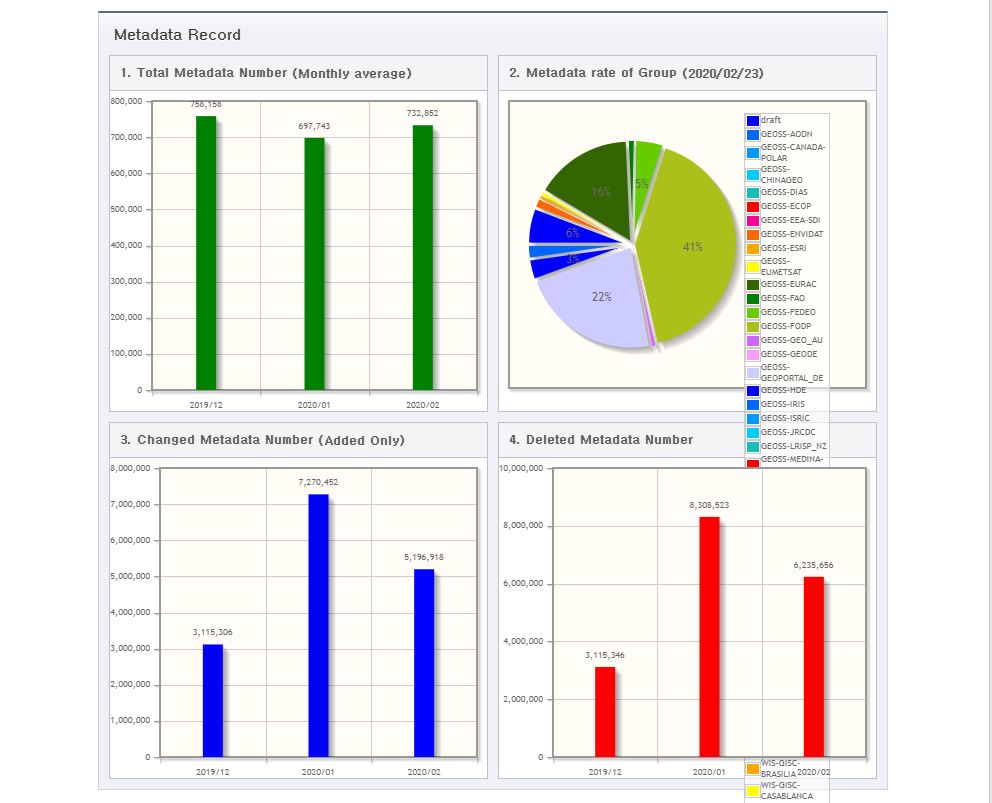 Metadata Record
1. Total Metadata Number (Monthly average)
800,000
700,000
600,000
500,000
400,000
300,000
200,000
100,000
0
758,158
697,743
732,852
2019/12
2020/01
2020/02
2. Metadata rate of Group (2020/02/23)
5%
41%
22%
3%
6%
16%
draft
GEOSS-AODN
GEOSS-CANADA-
POLAR
GEOSS-
CHINAGEO
GEOSS-DIAS
GEOSS-ECOP
GEOSS-EEA-SDI
GEOSS-ENVIDAT
GEOSS-ESRI
GEOSS-
EUMETSAT
GEOSS-EURAC
GEOSS-FAO
GEOSS-FEDEO
GEOSS-FODP
GEOSS-GEO_AU
GEOSS-GEODE
GEOSS-
GEOPORTAL_DE
GEOSS-HDE
GEOSS-IRIS
GEOSS-ISRIC
GEOSS-JRCDC
GEOSS-LRISP_NZ
GEOSS-MEDINA-
3. Changed Metadata Number (Added Only)
8,000,000
7,000,000
6,000,000
5,000,000
4,000,000
3,000,000
2,000,000
1,000,000
0
3,115,306
7,270,452
5,196,918
2019/12
2020/01
2020/02
4. Deleted Metadata Number
10,000,000
8,000,000
6,000,000
4,000,000
2,000,000
0
3,115,346
8,308,523
6,235,656
2019/12
2020/01
2020/02
WIS-GISC-
BRASILIA
WIS-GISC-
CASABLANCA